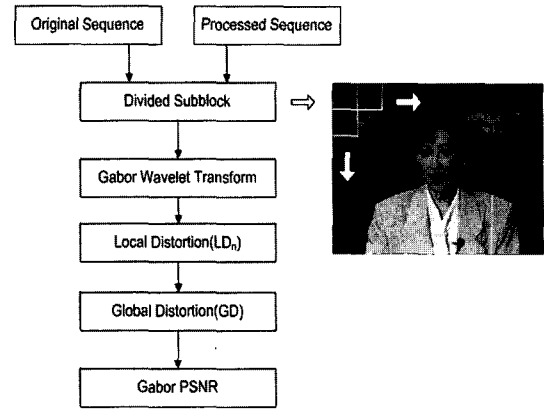 Original Sequence
Processed Sequence
Divided Subblock
Gabor Wavelet Transform
Local Distortion(LDₙ)
Global Distortion(GD)
Gabor PSNR